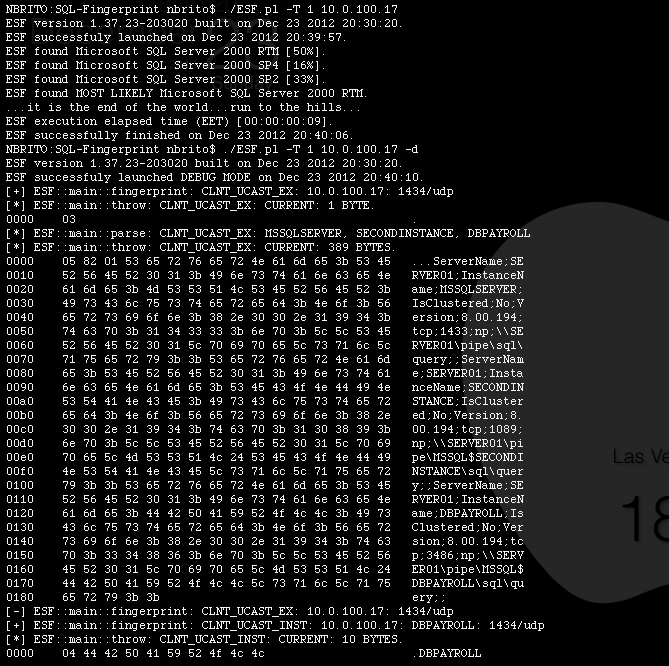 NBRITO:SQL-Fingerprint nbrito$ ./ESF.pl -T 1 10.0.100.17
ESF version 1.37.23-203020 built on Dec 23 2012 20:30:20.
ESF successfuly launched on Dec 23 2012 20:39:57.
ESF found Microsoft SQL Server 2000 RTM [50%].
ESF found Microsoft SQL Server 2000 SP4 [16%].
ESF found Microsoft SQL Server 2000 SP2 [33%].
ESF found MOST LIKELY Microsoft SQL Server 2000 RTM.
...it is the end of the world...run to the hills...
ESF execution elapsed time (EET) [00:00:00:09].
ESF successfully finished on Dec 23 2012 20:40:06.
NBRITO:SQL-Fingerprint nbrito$ ./ESF.pl -T 1 10.0.100.17 -d
ESF version 1.37.23-203020 built on Dec 23 2012 20:30:20.
ESF successuly launched DEBUG MODE on Dec 23 2012 20:40:10.
[+] ESF::main::fingerprint: CLNT_UCAST_EX: 10.0.100.17: 1434/udp
[*] ESF::main::throw: CLNT_UCAST_EX: CURRENT: 1 BYTE.
0000 03 .
[*] ESF::main::parse: CLNT_UCAST_EX: MSSQLSERVER, SECONDINSTANCE, DBPAYROLL
[*] ESF::main::throw: CLNT_UCAST_EX: CURRENT: 389 BYTES.
0000 05 82 01 53 65 72 76 65 72 4e 61 6d 65 3b 53 45 ...ServerName;SE
0010 52 56 45 52 30 31 3b 49 6e 73 74 61 6e 63 65 4e RVER01;InstanceN
0020 61 6d 65 3b 4d 53 53 51 4c 53 45 52 56 45 52 3b ame;MSSQLSERVER;
0030 49 73 43 6c 75 73 74 65 72 65 64 3b 4e 6f 3b 56 IsClustered;No;V
0040 65 72 73 69 6f 6e 3b 38 2e 30 30 2e 31 39 34 3b ersion;8.00.194;
0050 74 63 70 3b 31 34 33 33 3b 6e 70 3b 5c 5c 53 45 tcp;1433;np;\\SE
0060 52 56 45 52 30 31 5c 70 69 70 65 5c 73 71 6c 5c RVER01\pipe\sql\
0070 71 75 65 72 79 3b 3b 53 65 72 76 65 72 4e 61 6d query;;ServerNam
0080 65 3b 53 45 52 56 45 52 30 31 3b 49 6e 73 74 61 e;SERVER01;Insta
0090 6e 63 65 4e 61 6d 65 3b 53 45 43 4f 4e 44 49 4e nceName;SECONDIN
00a0 53 54 41 4e 43 45 3b 49 73 43 6c 75 73 74 65 72 STANCE;IsCluster
00b0 65 64 3b 4e 6f 3b 56 65 72 73 69 6f 6e 3b 38 2e ed;No;Version;8.
00c0 30 30 2e 31 39 34 3b 74 63 70 3b 31 30 38 39 3b 00.194;tcp;1089;
00d0 6e 70 3b 5c 5c 53 45 52 56 45 52 30 31 5c 70 69 np;\\SERVER01\pi
00e0 70 65 5c 4d 53 53 51 4c 24 53 45 43 4f 4e 44 49 pe\MSSQL$SECONDI
00f0 4e 53 54 41 4e 43 45 5c 73 71 6c 5c 71 75 65 72 NSTANCE\sql\quer
0100 79 3b 3b 53 65 72 76 65 72 4e 61 6d 65 3b 53 45 y;;ServerName;SE
0110 52 56 45 52 30 31 3b 49 6e 73 74 61 6e 63 65 4e RVER01;InstanceN
0120 61 6d 65 3b 44 42 50 41 59 52 4f 4c 4c 3b 49 73 ame;DBPAYROLL;Is
0130 43 6c 75 73 74 65 72 65 64 3b 4e 6f 3b 56 65 72 Clustered;No;Ver
0140 73 69 6f 6e 3b 38 2e 30 30 2e 31 39 34 3b 74 63 sion;8.00.194;tc
0150 70 3b 33 34 38 36 3b 6e 70 3b 5c 5c 53 45 52 56 p;3486;np;\\SERV
0160 45 52 30 31 5c 70 69 70 65 5c 4d 53 53 51 4c 24 ER01\pipe\MSSQL$
0170 44 42 50 41 59 52 4f 4c 4c 5c 73 71 6c 5c 71 75 DBPAYROLL\sql\qu
0180 65 72 79 3b 3b ery;;
[-] ESF::main::fingerprint: CLNT_UCAST_EX: 10.0.100.17: 1434/udp
[+] ESF::main::fingerprint: CLNT_UCAST_INST: 10.0.100.17: DBPAYROLL: 1434/udp
[*] ESF::main::throw: CLNT_UCAST_INST: CURRENT: 10 BYTES.
0000 04 44 42 50 41 59 52 4f 4c 4c .DBPAYROLL
Las Ve
18